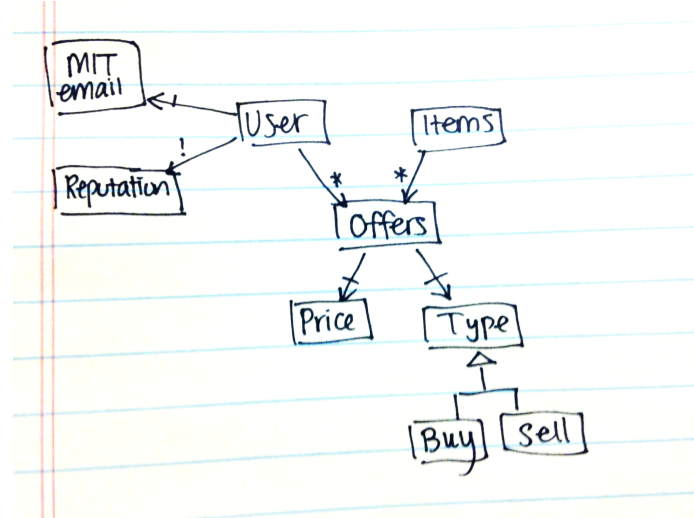 MIT
email
User
Items
!
Reputation
*
*
Offers
Price
Type
Buy
Sell